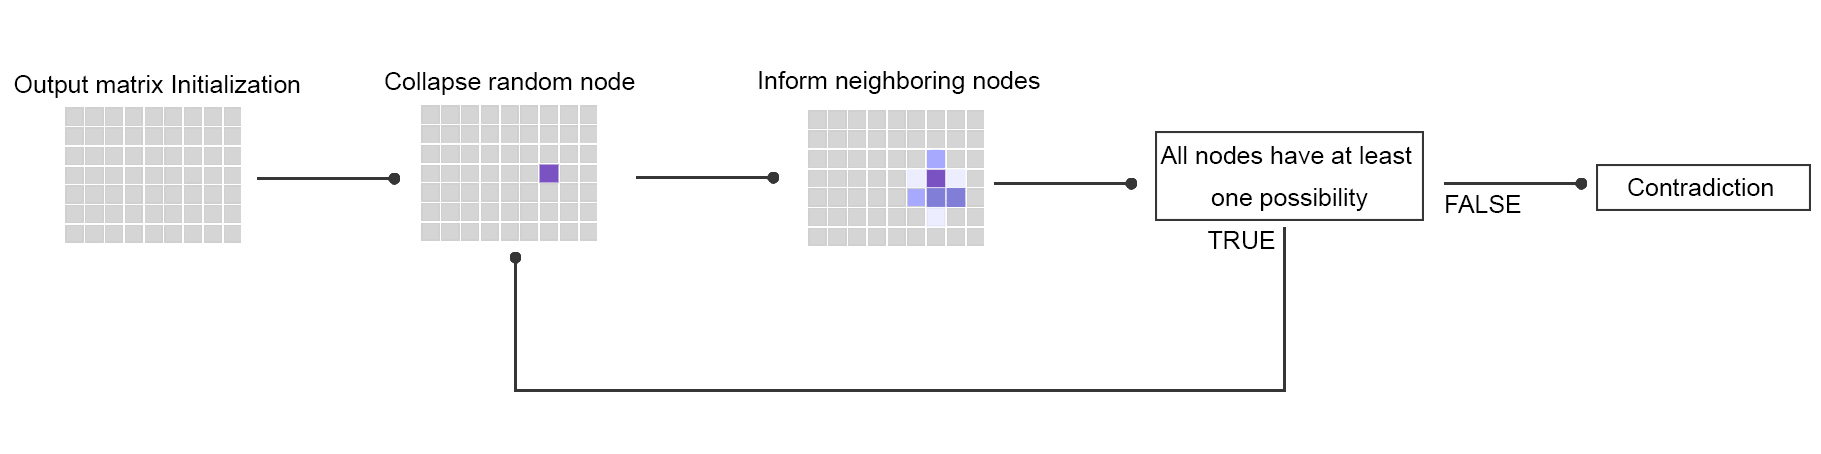 Output matrix Initialization
Collapse random node
Inform neighboring nodes
All nodes have at least
one possibility
TRUE
FALSE
Contradiction